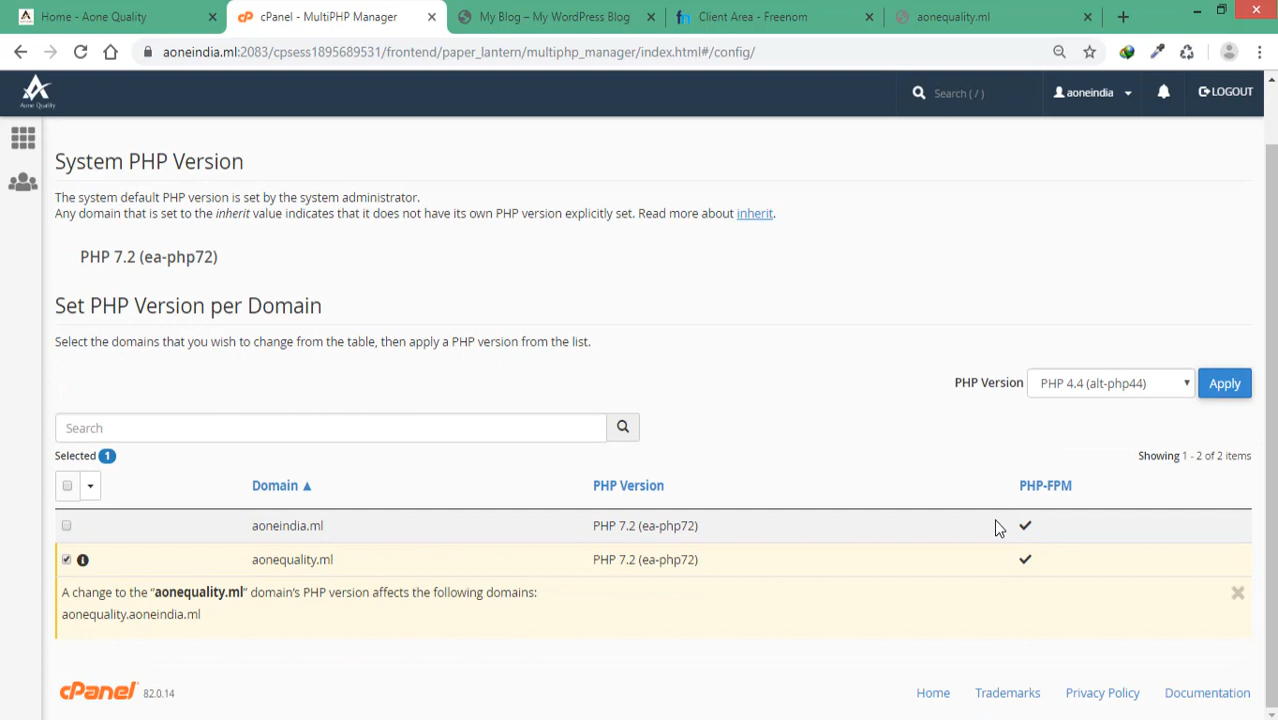 Home - Aone Quality
cPanel - MultiPHP Manager
My Blog – My WordPress Blog
Client Area - Freenom
aonequality.ml
aoneindia.ml:2083/cpsess1895689531/frontend/paper_lantern/multiphp_manager/index.html#/config/
Aone Quality
Search ( / )
aoneindia
LOGOUT
System PHP Version
The system default PHP version is set by the system administrator.
Any domain that is set to the inherit value indicates that it does not have its own PHP version explicitly set. Read more about inherit.
PHP 7.2 (ea-php72)
Set PHP Version per Domain
Select the domains that you wish to change from the table, then apply a PHP version from the list.
PHP Version PHP 4.4 (alt-php44) Apply
Search
Selected 1 Showing 1 - 2 of 2 items
Domain ▲ PHP Version PHP-FPM
aoneindia.ml PHP 7.2 (ea-php72)
aonequality.ml PHP 7.2 (ea-php72)
A change to the “aonequality.ml” domain’s PHP version affects the following domains:
aonequality.aoneindia.ml
cPanel 82.0.14 Home Trademarks Privacy Policy Documentation